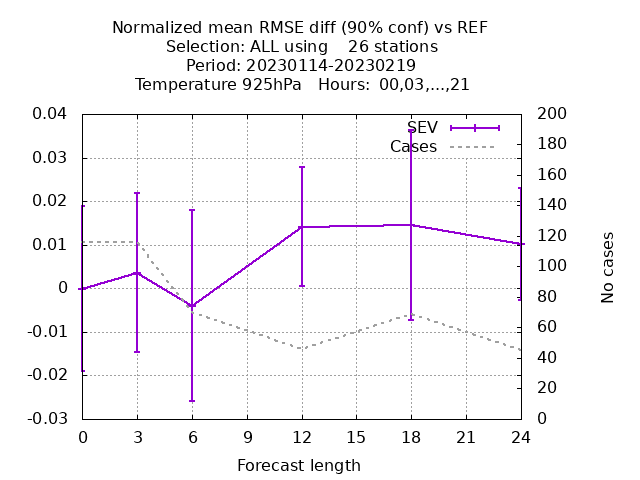 Normalized mean RMSE diff (90% conf) vs REF
Selection: ALL using    26 stations
Period: 20230114-20230219
Temperature 925hPa   Hours:  00,03,...,21
0.04
0.03
0.02
0.01
0
-0.01
-0.02
-0.03
SEV
Cases
200
180
160
140
120
100
80
60
40
20
0
No cases
0 3 6 9 12 15 18 21 24
Forecast length